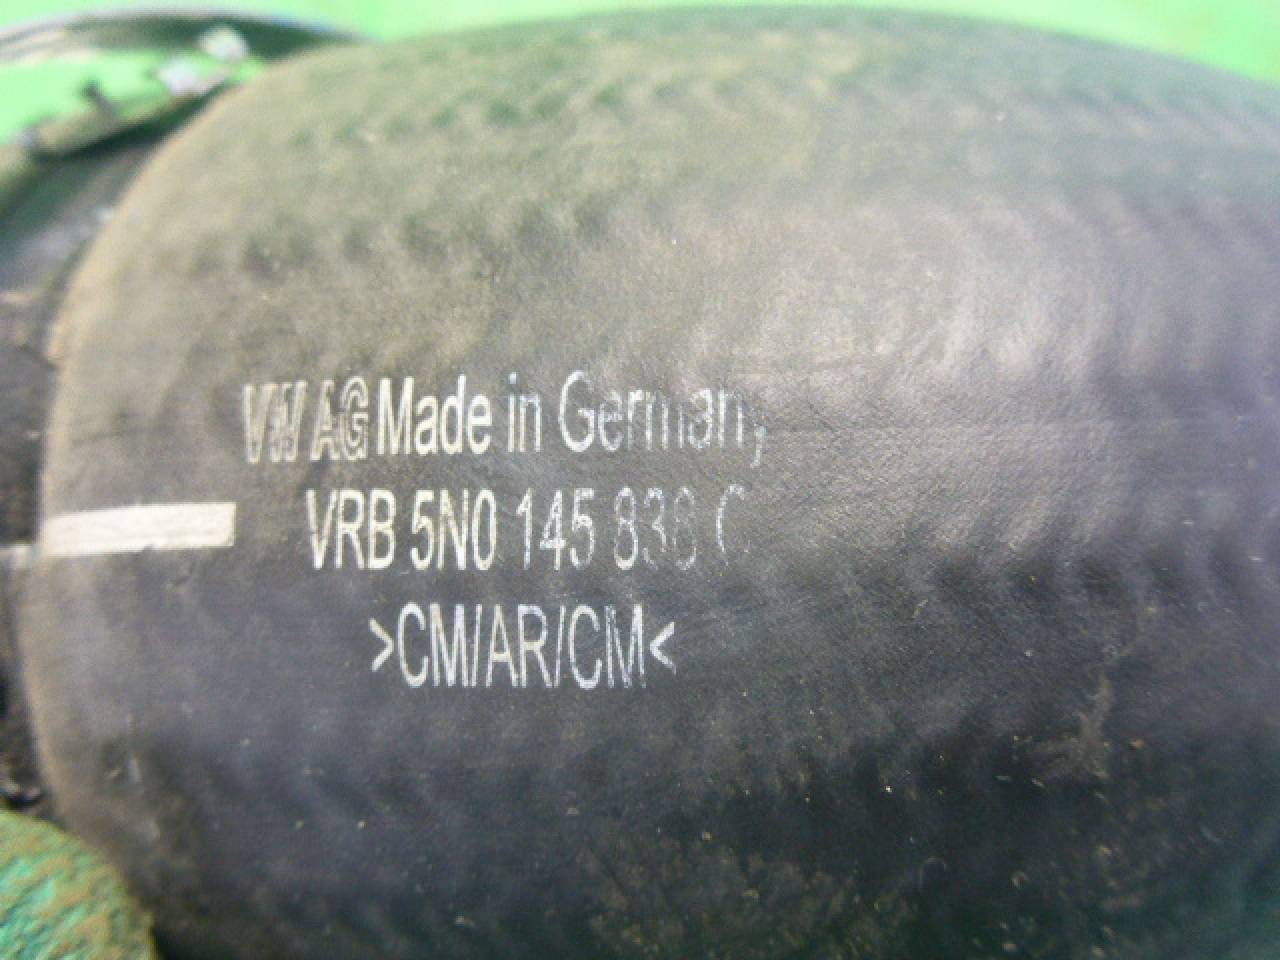 VW AG Made in Germany
VRB 5N0 145 838 C
>CM/AR/CM<